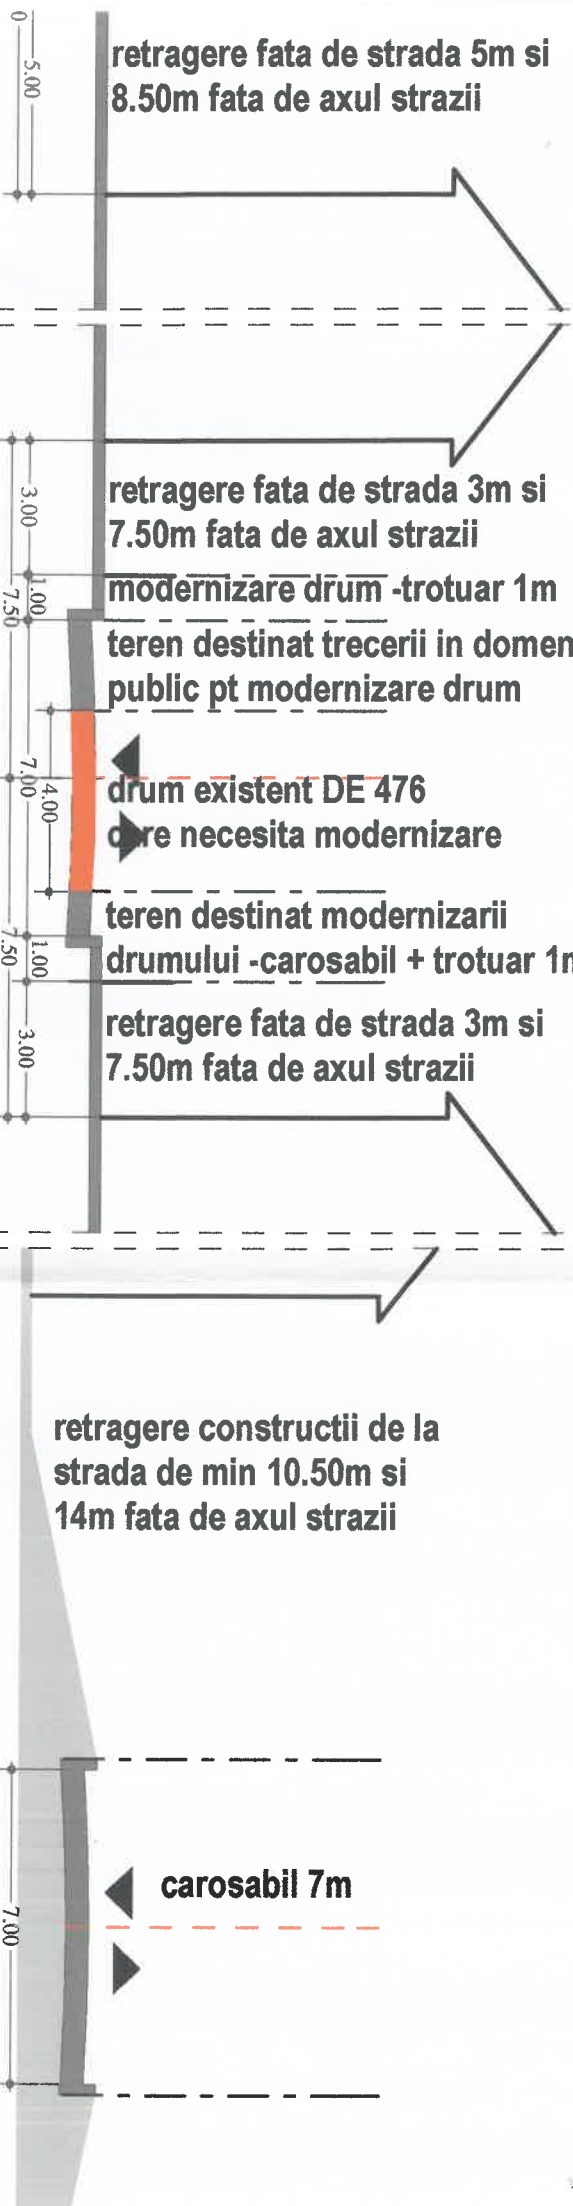 0
5.00
retragere fata de strada 5m si
8.50m fata de axul strazii
3.00
retragere fata de strada 3m si
7.50m fata de axul strazii
1.00
7.50
modernizare drum -trotuar 1m
teren destinat trecerii in domen
public pt modernizare drum
7.00
4.00
drum existent DE 476
care necesita modernizare
teren destinat modernizarii
drumului -carosabil + trotuar 1m
7.50
1.00
3.00
retragere fata de strada 3m si
7.50m fata de axul strazii
retragere constructii de la
strada de min 10.50m si
14m fata de axul strazii
carosabil 7m
7.00